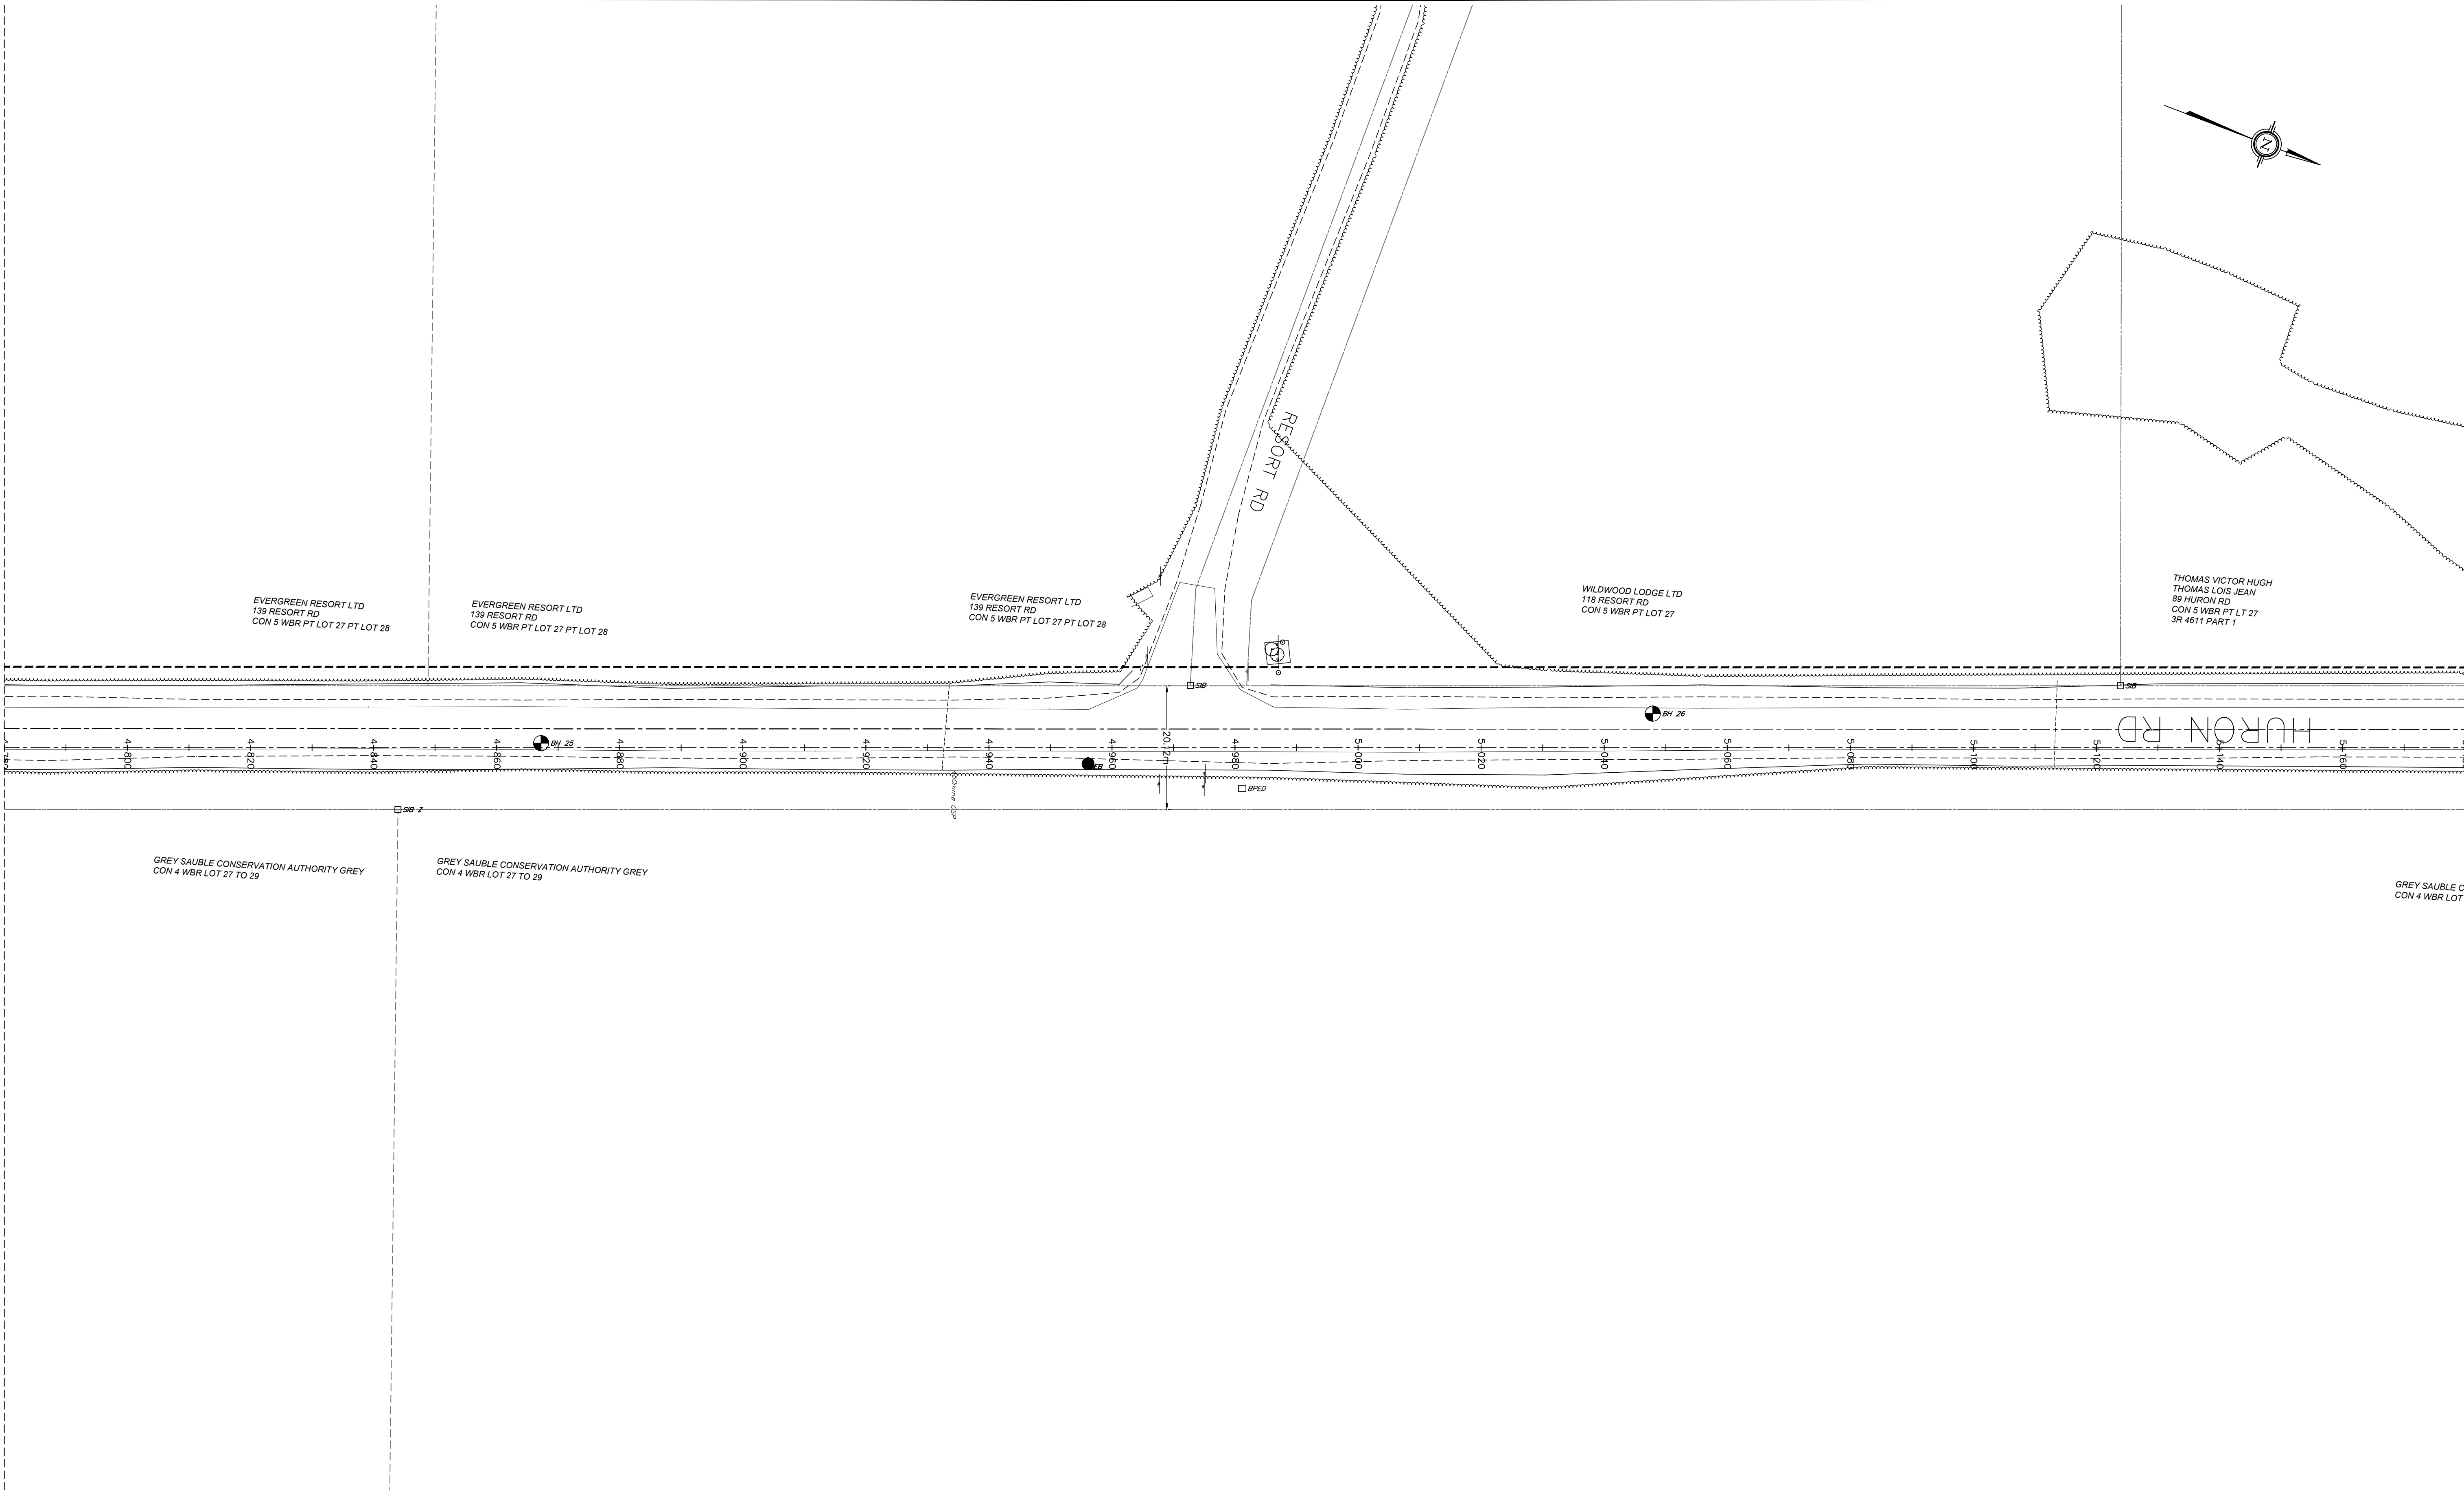 N
RESORT RD
EVERGREEN RESORT LTD
139 RESORT RD
CON 5 WBR PT LOT 27 PT LOT 28
EVERGREEN RESORT LTD
139 RESORT RD
CON 5 WBR PT LOT 27 PT LOT 28
EVERGREEN RESORT LTD
139 RESORT RD
CON 5 WBR PT LOT 27 PT LOT 28
WILDWOOD LODGE LTD
118 RESORT RD
CON 5 WBR PT LOT 27
THOMAS VICTOR HUGH
THOMAS LOIS JEAN
89 HURON RD
CON 5 WBR PT LT 27
3R 4611 PART 1
SIB
SIB
BH 26
HURON RD
BH 25
4 800
4 820
4 840
4 860
4 880
4 900
4 920
4 940
4 960
20.12m
4 980
5 000
5 020
5 040
5 060
5 080
5 100
5 120
5 140
5 160
BPED
SIB
GREY SAUBLE CONSERVATION AUTHORITY GREY
CON 4 WBR LOT 27 TO 29
GREY SAUBLE CONSERVATION AUTHORITY GREY
CON 4 WBR LOT 27 TO 29
GREY SAUBLE C
CON 4 WBR LOT